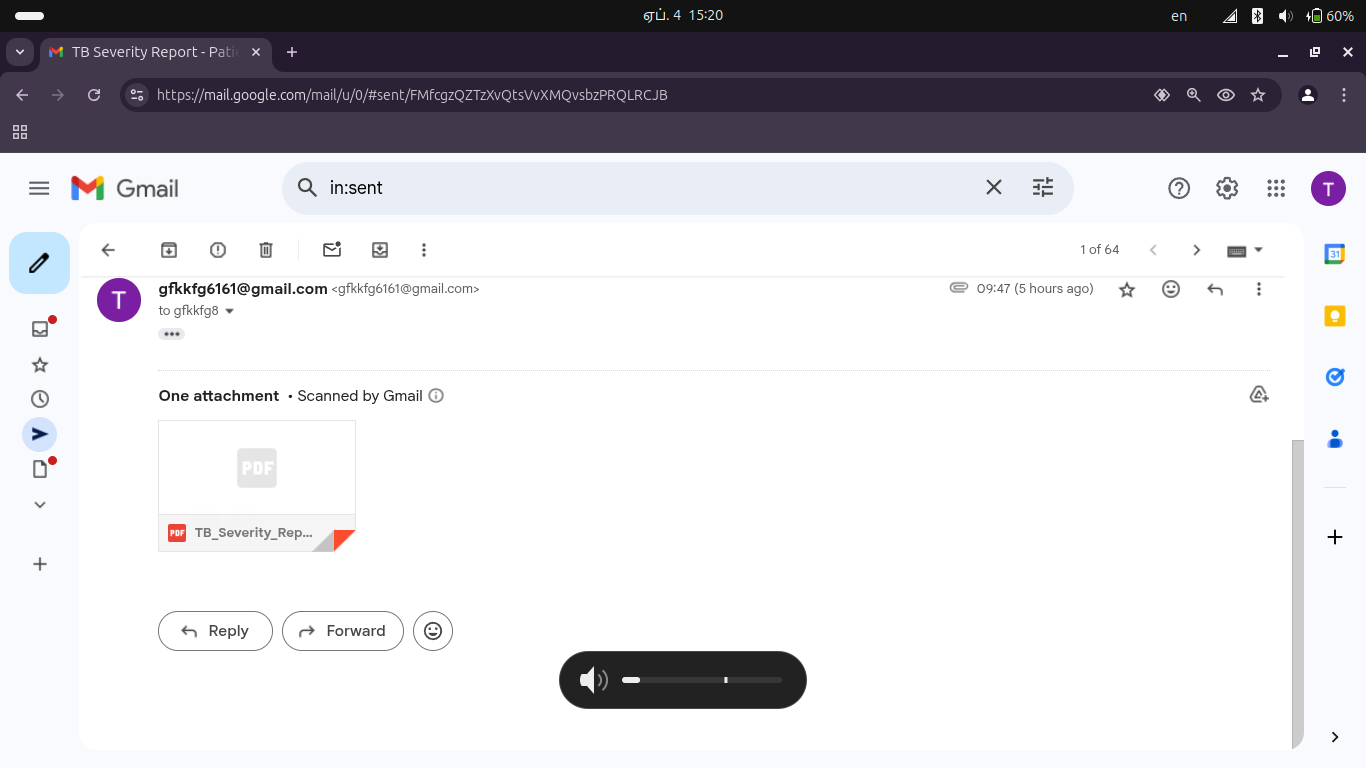 ஏப். 4 15:20
en
60%
TB Severity Report - Pati
https://mail.google.com/mail/u/0/#sent/FMfcgzQZTzXvQtsVvXMQvsbzPRQLRCJB
Gmail
in:sent
T
1 of 64
T
gfkkfg6161@gmail.com <gfkkfg6161@gmail.com>
09:47 (5 hours ago)
to gfkkfg8
One attachment • Scanned by Gmail
PDF
PDF TB_Severity_Rep...
Reply
Forward
31